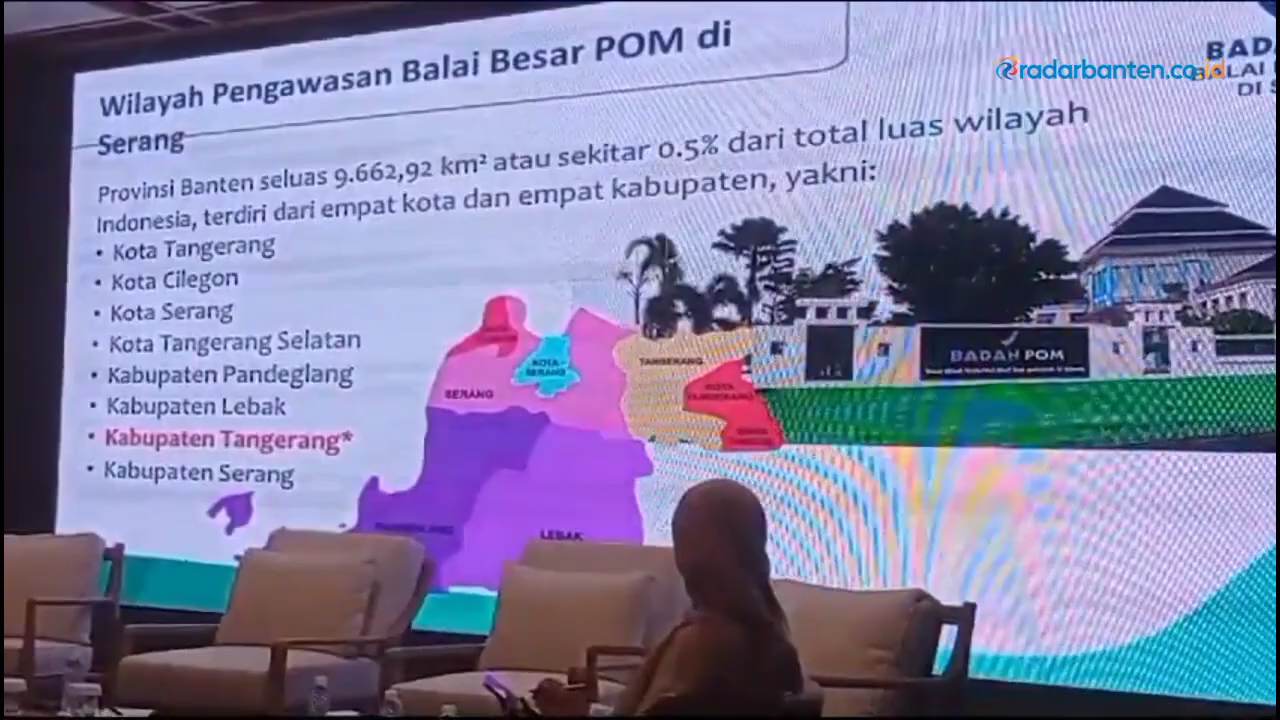 Wilayah Pengawasan Balai Besar POM di
Serang
radarbanten.co.id
Provinsi Banten seluas 9.662,92 km² atau sekitar 0.5% dari total luas wilayah
Indonesia, terdiri dari empat kota dan empat kabupaten, yakni:
• Kota Tangerang
• Kota Cilegon
• Kota Serang
• Kota Tangerang Selatan
• Kabupaten Pandeglang
• Kabupaten Lebak
• Kabupaten Tangerang*
• Kabupaten Serang
KOTA
SERANG
TANGERANG
KOTA
SERANG
LEBAK
BADAN POM